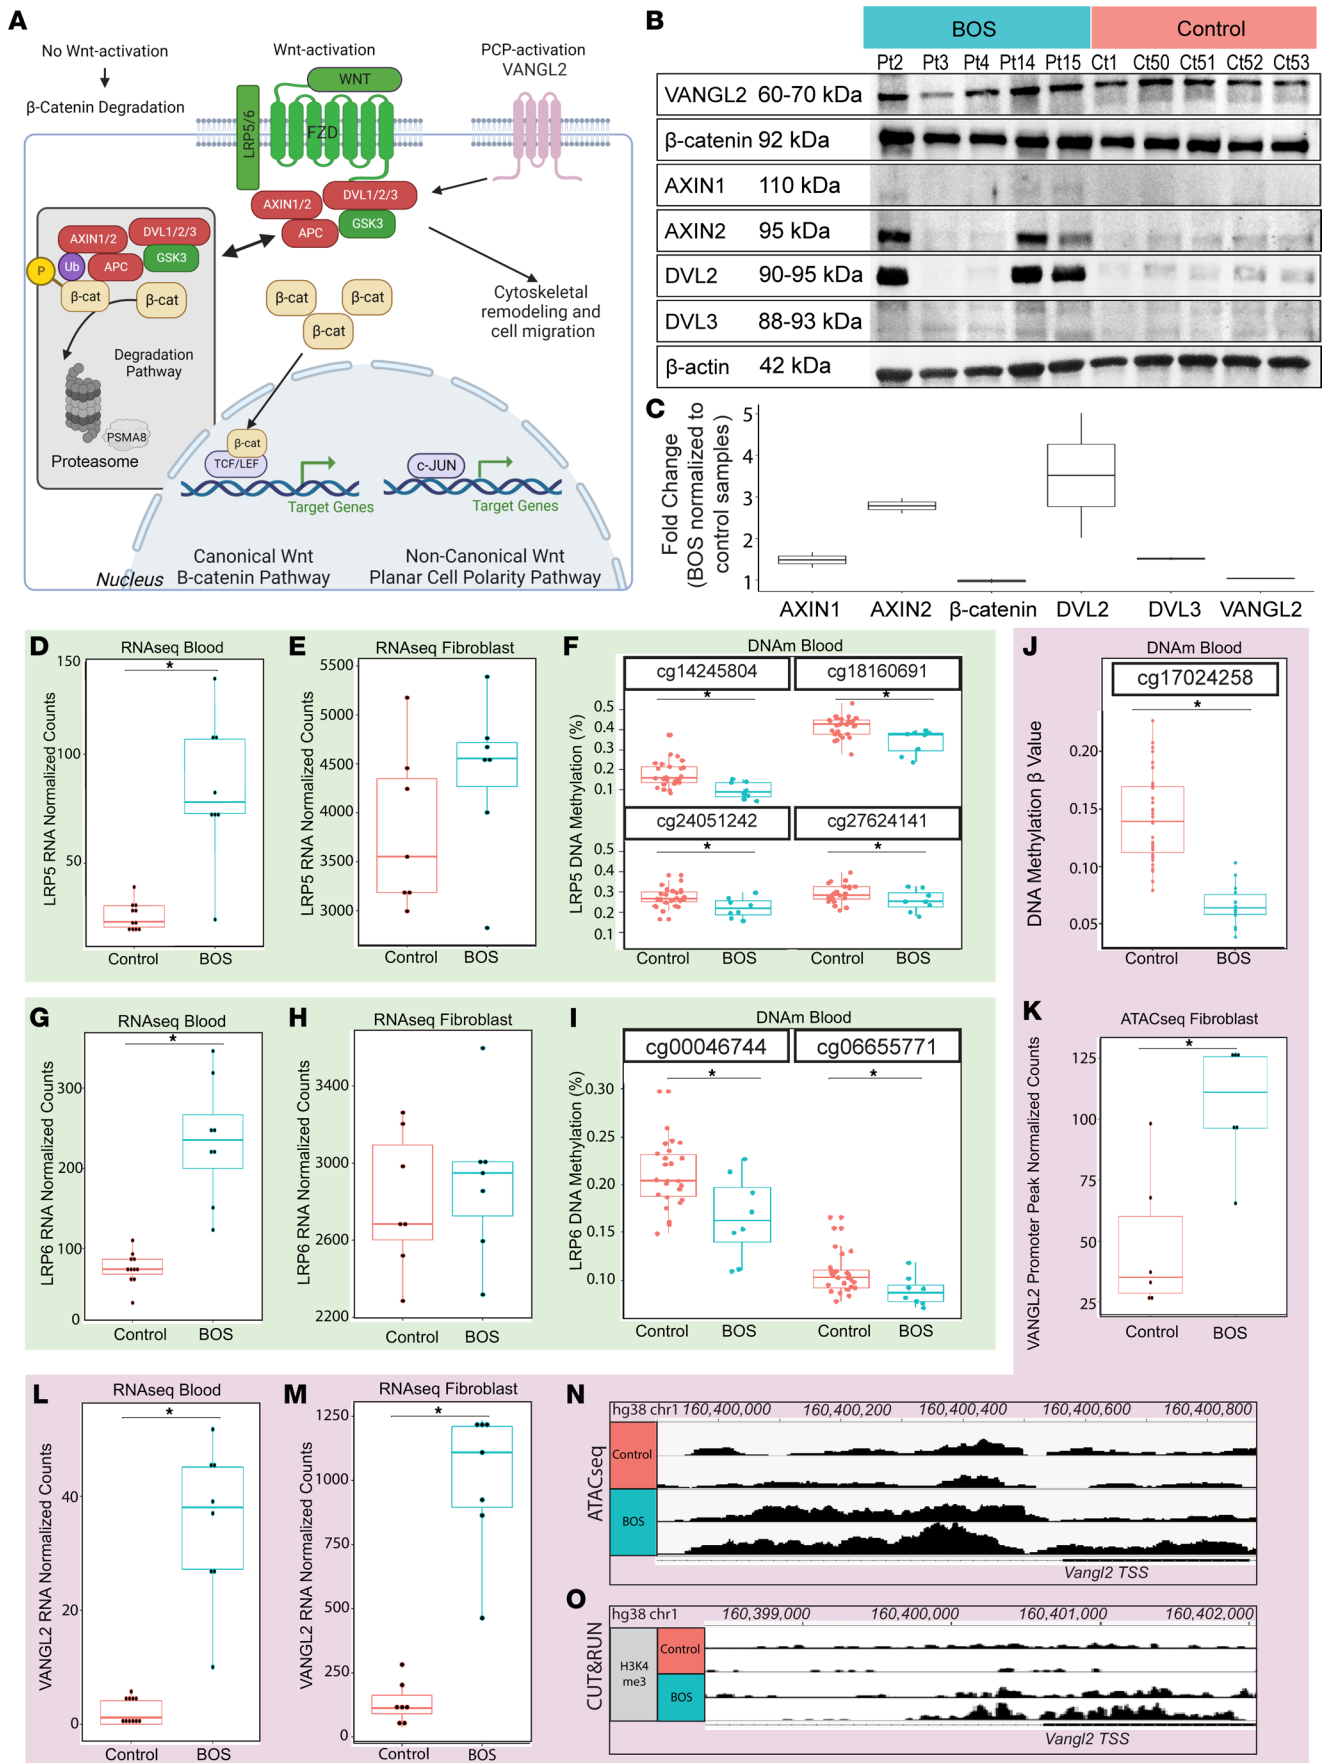 A
No Wnt-activation
β-Catenin Degradation
Wnt-activation
PCP-activation
VANGL2
WNT
LRP5/6
FZD
AXIN1/2
DVL1/2/3
APC
GSK3
AXIN1/2
DVL1/2/3
P
Ub
APC
GSK3
β-cat
β-cat
Degradation
Pathway
PSMA8
Proteasome
β-cat
β-cat
β-cat
Cytoskeletal
remodeling and
cell migration
β-cat
TCF/LEF
Target Genes
c-JUN
Target Genes
Canonical Wnt
B-catenin Pathway
Non-Canonical Wnt
Planar Cell Polarity Pathway
Nucleus
B
BOS
Control
Pt2 Pt3 Pt4 Pt14 Pt15 Ct1 Ct50 Ct51 Ct52 Ct53
VANGL2 60-70 kDa
β-catenin 92 kDa
AXIN1 110 kDa
AXIN2 95 kDa
DVL2 90-95 kDa
DVL3 88-93 kDa
β-actin 42 kDa
C
Fold Change
(BOS normalized to
control samples)
5
4
3
2
1
AXIN1 AXIN2 β-catenin DVL2 DVL3 VANGL2
D
RNAseq Blood
LRP5 RNA Normalized Counts
150
100
50
*
Control BOS
E
RNAseq Fibroblast
LRP5 RNA Normalized Counts
5500
5000
4500
4000
3500
3000
Control BOS
F
DNAm Blood
LRP5 DNA Methylation (%)
cg14245804 cg18160691
* *
0.5
0.4
0.3
0.2
0.1
cg24051242 cg27624141
* *
0.5
0.4
0.3
0.2
0.1
Control BOS Control BOS
J
DNAm Blood
cg17024258
*
DNA Methylation β Value
0.20
0.15
0.10
0.05
Control BOS
G
RNAseq Blood
LRP6 RNA Normalized Counts
*
300
200
100
0
Control BOS
H
RNAseq Fibroblast
LRP6 RNA Normalized Counts
3400
3000
2600
2200
Control BOS
I
DNAm Blood
LRP6 DNA Methylation (%)
cg00046744 cg06655771
* *
0.30
0.25
0.20
0.15
0.10
Control BOS Control BOS
K
ATACseq Fibroblast
VANGL2 Promoter Peak Normalized Counts
*
125
100
75
50
25
Control BOS
L
RNAseq Blood
VANGL2 RNA Normalized Counts
*
40
20
0
Control BOS
M
RNAseq Fibroblast
VANGL2 RNA Normalized Counts
*
1250
1000
750
500
250
0
Control BOS
N
hg38 chr1 160,400,000 160,400,200 160,400,400 160,400,600 160,400,800
ATACseq
Control
BOS
Vangl2 TSS
O
hg38 chr1 160,399,000 160,400,000 160,401,000 160,402,000
CUT&RUN
H3K4
me3
Control
BOS
Vangl2 TSS